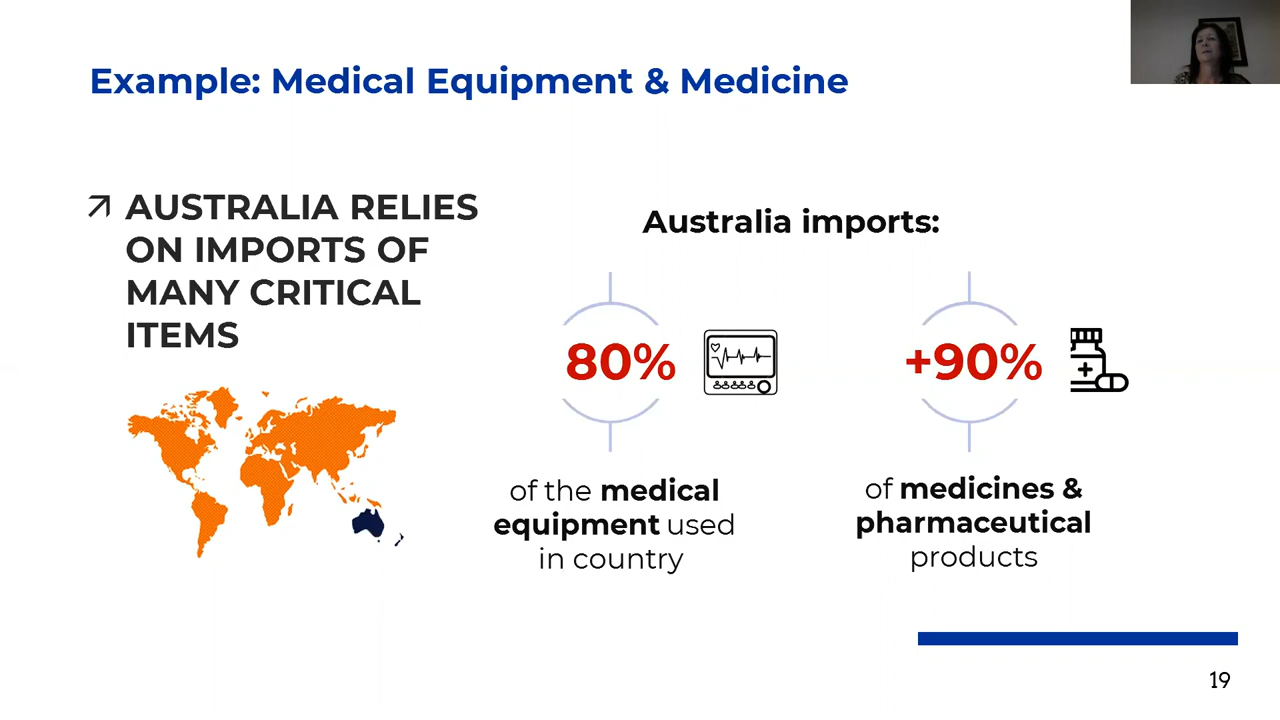 Example: Medical Equipment & Medicine
AUSTRALIA RELIES
ON IMPORTS OF
MANY CRITICAL
ITEMS
Australia imports:
80%
of the medical
equipment used
in country
+90%
of medicines &
pharmaceutical
products
19